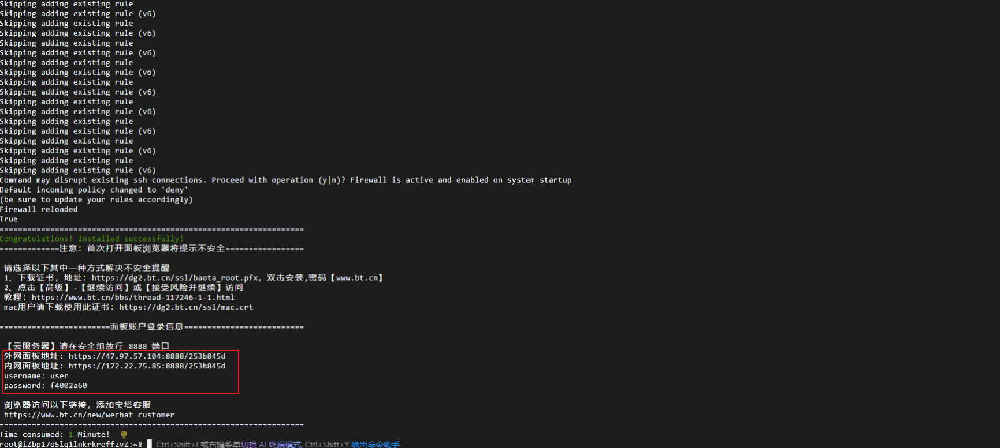 Skipping adding existing rule
Skipping adding existing rule (v6)
Skipping adding existing rule
Skipping adding existing rule (v6)
Skipping adding existing rule
Skipping adding existing rule (v6)
Skipping adding existing rule
Skipping adding existing rule (v6)
Skipping adding existing rule
Skipping adding existing rule (v6)
Skipping adding existing rule
Skipping adding existing rule (v6)
Skipping adding existing rule
Skipping adding existing rule (v6)
Skipping adding existing rule
Skipping adding existing rule (v6)
Skipping adding existing rule
Skipping adding existing rule (v6)
Command may disrupt existing ssh connections. Proceed with operation (y|n)? Firewall is active and enabled on system startup
Default incoming policy changed to 'deny'
(be sure to update your rules accordingly)
Firewall reloaded
True
==================================================================
Congratulations! Installed successfully!
=============注意：首次打开面板浏览器将提示不安全=================
请选择以下其中一种方式解决不安全提醒
1、下载证书，地址：https://dg2.bt.cn/ssl/baota_root.pfx，双击安装,密码【www.bt.cn】
2、点击【高级】-【继续访问】或【接受风险并继续】访问
教程：https://www.bt.cn/bbs/thread-117246-1-1.html
mac用户请下载使用此证书：https://dg2.bt.cn/ssl/mac.crt
========================面板账户登录信息==========================
【云服务器】请在安全组放行 8888 端口
外网面板地址: https://47.97.57.104:8888/253b845d
内网面板地址: https://172.22.75.85:8888/253b845d
username: user
password: f4002a60
浏览器访问以下链接，添加宝塔客服
https://www.bt.cn/new/wechat_customer
==================================================================
Time consumed: 1 Minute!
root@iZbp17o5lq1lnkrkreffzvZ:~# Ctrl+Shift+I 或右键菜单切换 AI 终端模式, Ctrl+Shift+Y 唤出命令助手